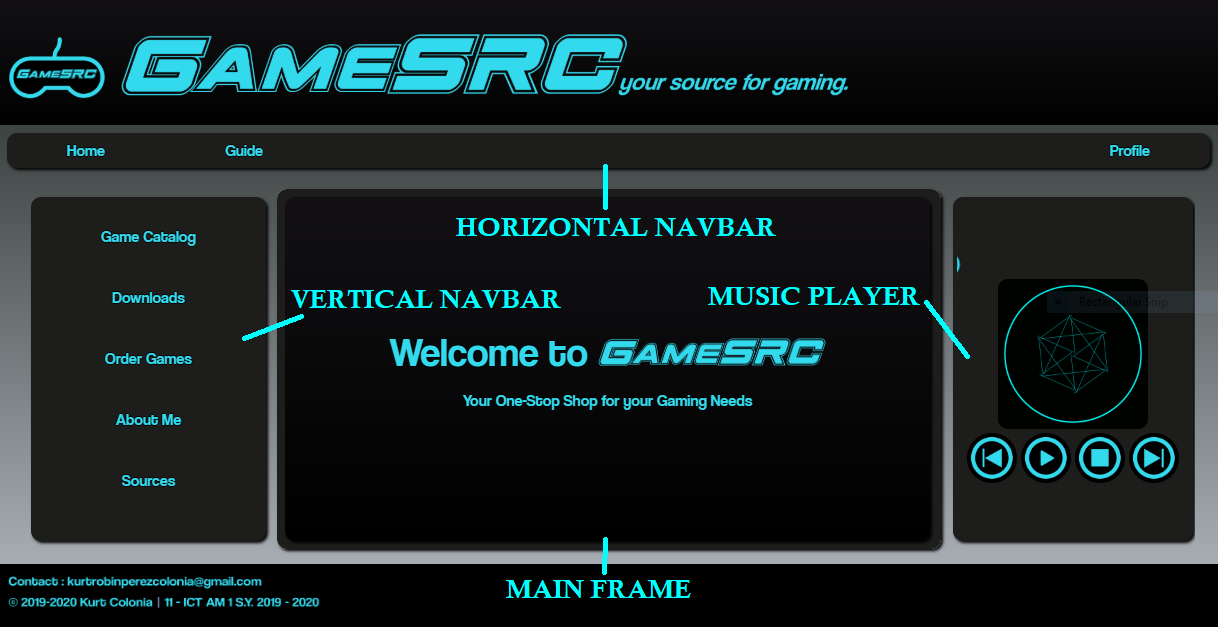 GAMESRC
GAMESRC your source for gaming.
Home Guide Profile
HORIZONTAL NAVBAR
Game Catalog
Downloads
Order Games
About Me
Sources
VERTICAL NAVBAR
MUSIC PLAYER
Rectangular Snip
Welcome to GAMESRC
Your One-Stop Shop for your Gaming Needs
MAIN FRAME
Contact : kurtrobinperezcolonia@gmail.com
© 2019-2020 Kurt Colonia | 11 - ICT AM 1 S.Y. 2019 - 2020